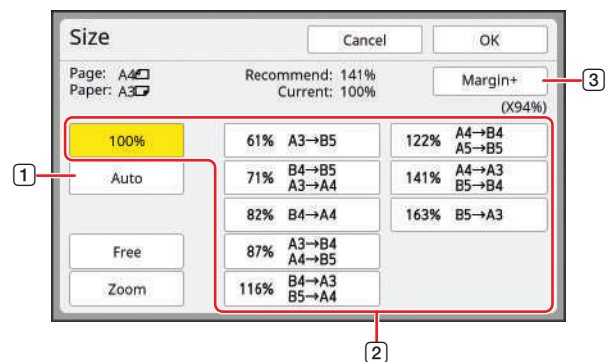 Size
Cancel
OK
Page: A4
Paper: A3
Recommend: 141%
Current: 100%
Margin+
(X94%)
3
100%
61% A3→B5
122% A4→B4
A5→B5
1
Auto
71% B4→B5
A3→A4
141% A4→A3
B5→B4
82% B4→A4
163% B5→A3
Free
87% A3→B4
A4→B5
Zoom
116% B4→A3
B5→A4
2